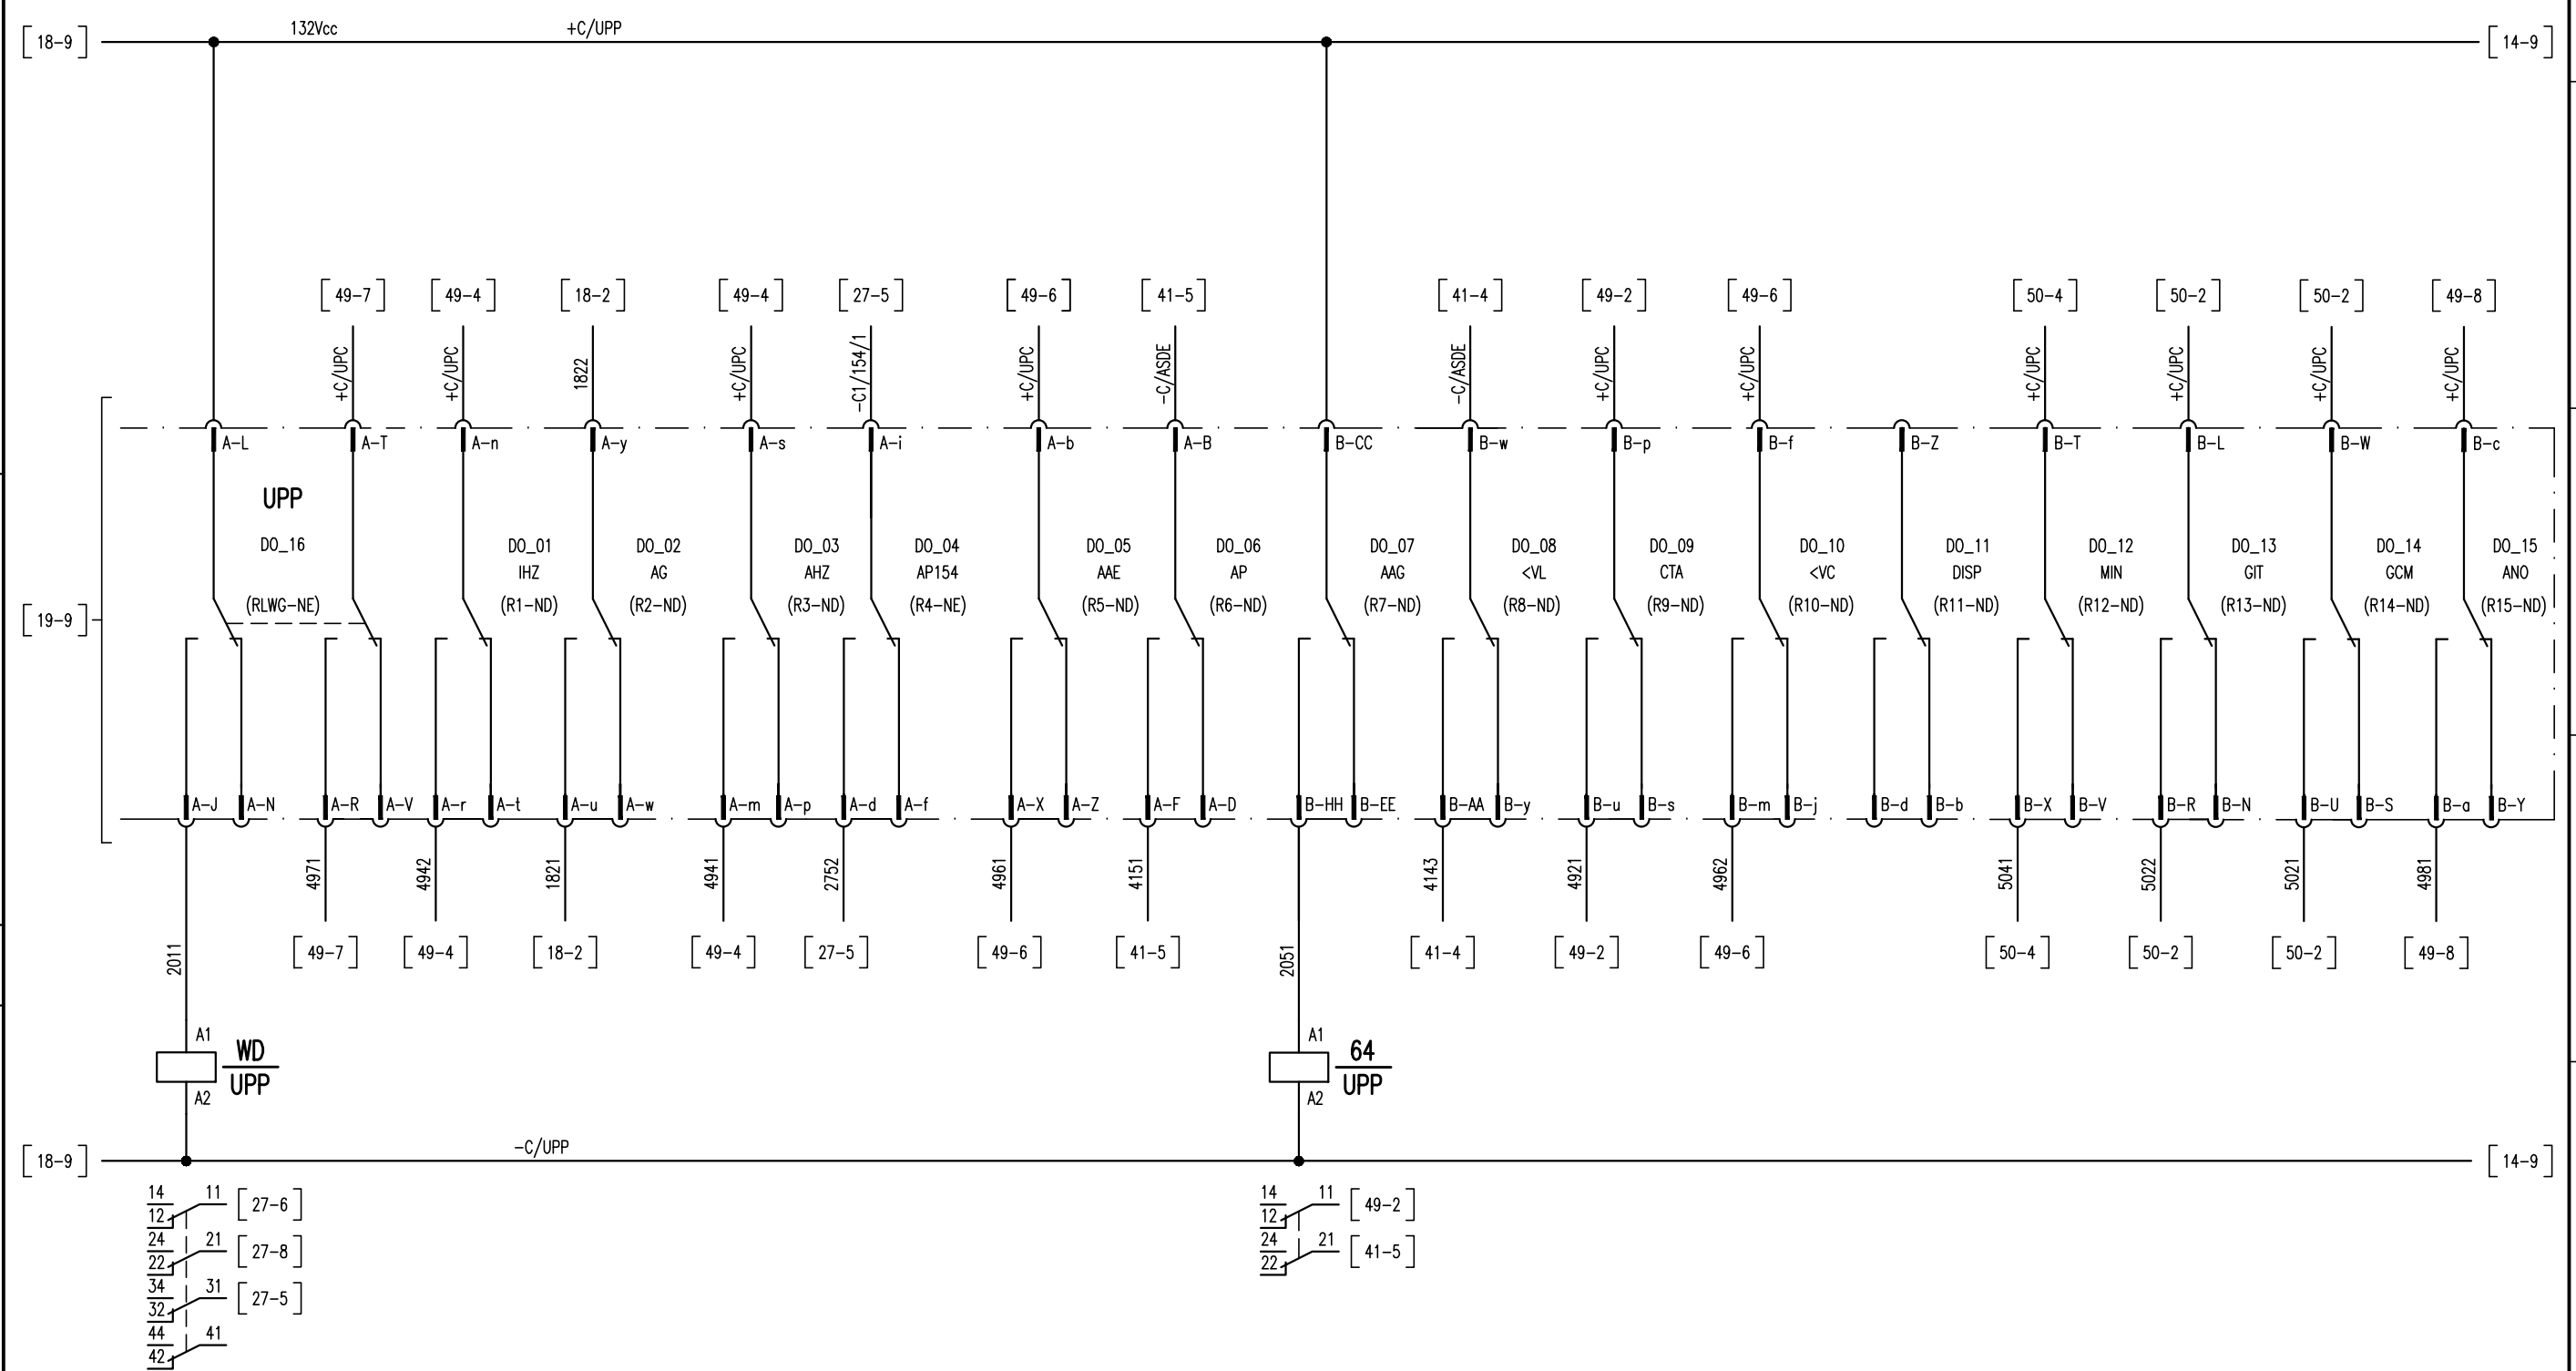 [18-9] 132Vcc +C/UPP [14-9]
[49-7] [49-4] [18-2] [49-4] [27-5] [49-6] [41-5] [41-4] [49-2] [49-6] [50-4] [50-2] [50-2] [49-8]
+C/UPC +C/UPC 1822 +C/UPC -C1/154/1 +C/UPC -C/ASDE -C/ASDE +C/UPC +C/UPC +C/UPC +C/UPC +C/UPC +C/UPC
A-L A-T A-n A-y A-s A-i A-b A-B B-CC B-w B-p B-f B-Z B-T B-L B-W B-c
UPP
DO_16 DO_01 DO_02 DO_03 DO_04 DO_05 DO_06 DO_07 DO_08 DO_09 DO_10 DO_11 DO_12 DO_13 DO_14 DO_15
IHZ AG AHZ AP154 AAE AP AAG <VL CTA <VC DISP MIN GIT GCM ANO
(RLWG-NE) (R1-ND) (R2-ND) (R3-ND) (R4-NE) (R5-ND) (R6-ND) (R7-ND) (R8-ND) (R9-ND) (R10-ND) (R11-ND) (R12-ND) (R13-ND) (R14-ND) (R15-ND)
[19-9]
A-J A-N A-R A-V A-r A-t A-u A-w A-m A-p A-d A-f A-X A-Z A-F A-D B-HH B-EE B-AA B-y B-u B-s B-m B-j B-d B-b B-X B-V B-R B-N B-U B-S B-a B-Y
4971 4942 1821 4941 2752 4961 4151 4143 4921 4962 5041 5022 5021 4981
[49-7] [49-4] [18-2] [49-4] [27-5] [49-6] [41-5] [41-4] [49-2] [49-6] [50-4] [50-2] [50-2] [49-8]
2011 2051
A1 A1
WD 64
UPP UPP
A2 A2
[18-9] -C/UPP [14-9]
14 11 [27-6] 14 11 [49-2]
12 12
24 21 [27-8] 24 21 [41-5]
22 22
34 31 [27-5]
32
44 41
42